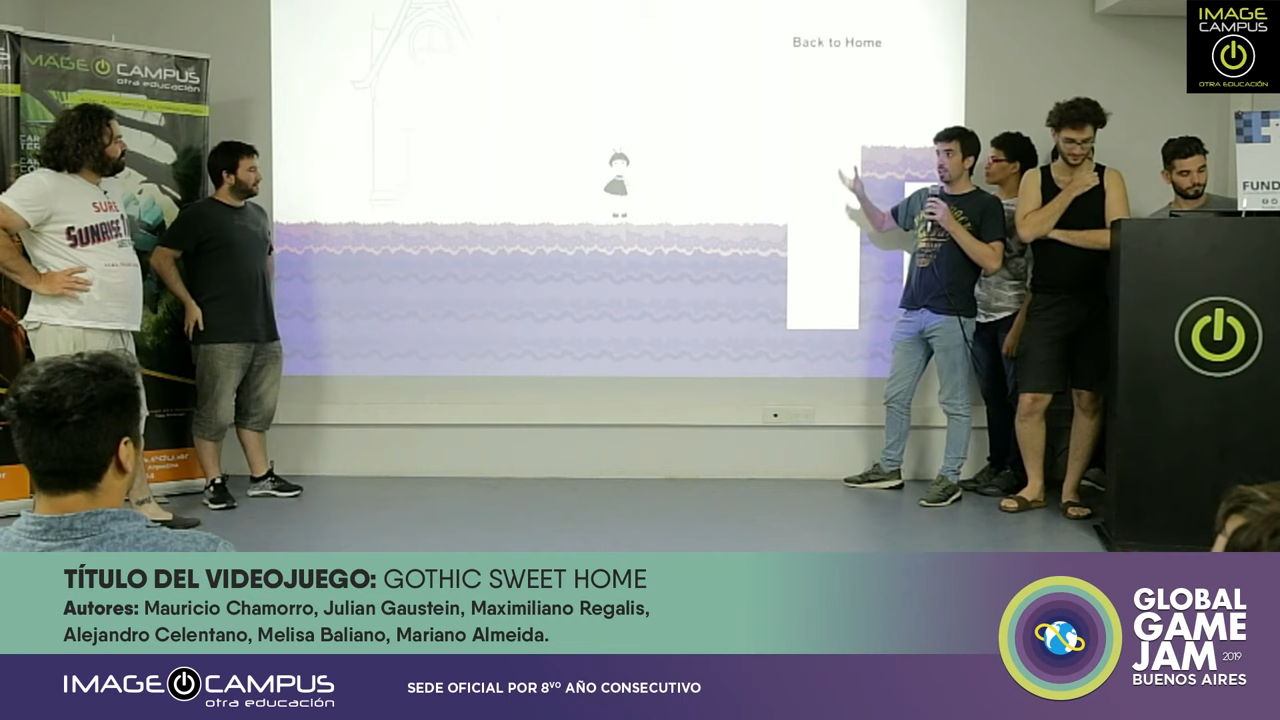 IMAGE
CAMPUS
OTRA EDUCACIÓN
Back to Home
MAGE CAMPUS
otra educación
SURE
SUNRISE
FUND
TÍTULO DEL VIDEOJUEGO: GOTHIC SWEET HOME
Autores: Mauricio Chamorro, Julian Gaustein, Maximiliano Regalis,
Alejandro Celentano, Melisa Baliano, Mariano Almeida.
IMAGE CAMPUS
otra educación
SEDE OFICIAL POR 8VO AÑO CONSECUTIVO
GLOBAL
GAME
JAM 2019
BUENOS AIRES